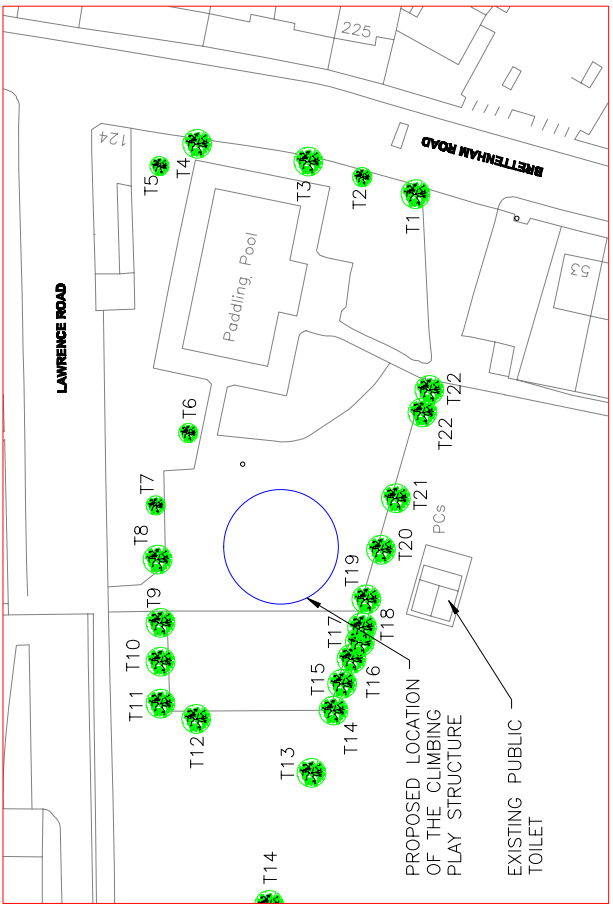 225
124
BRETTENHAM ROAD
T5
T4
T3
T2
T1
Paddling Pool
53
LAWRENCE ROAD
T6
T22
T22
T7
T8
T21
T20
PCs
T9
T19
T10
T17
T18
T11
T15
T16
T12
T14
T13
T14
PROPOSED LOCATION
OF THE CLIMBING
PLAY STRUCTURE
EXISTING PUBLIC
TOILET